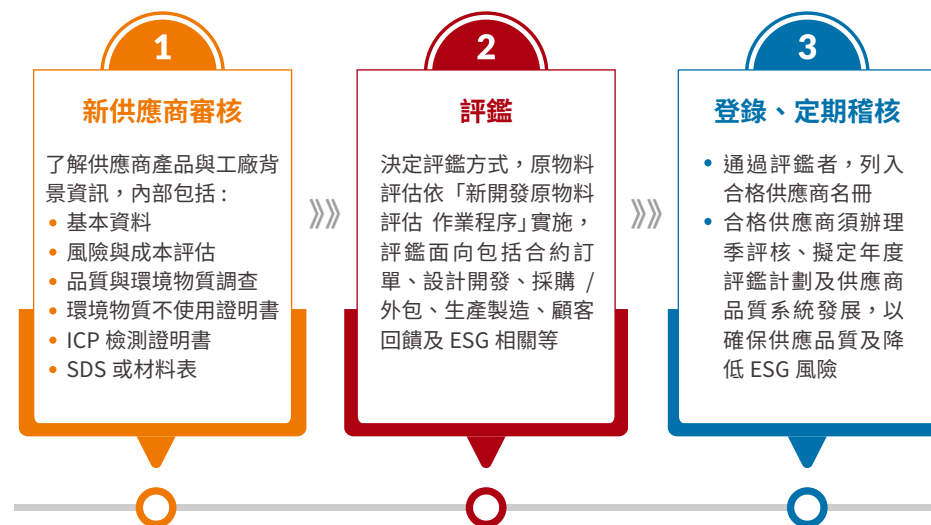 1
新供應商審核
了解供應商產品與工廠背
景資訊，內部包括 :
• 基本資料
• 風險與成本評估
• 品質與環境物質調查
• 環境物質不使用證明書
• ICP 檢測證明書
• SDS 或材料表
2
評鑑
決定評鑑方式，原物料
評估依「新開發原物料
評估 作業程序」實施，
評鑑面向包括合約訂
單、設計開發、採購 /
外包、生產製造、顧客
回饋及 ESG 相關等
3
登錄、定期稽核
• 通過評鑑者，列入
合格供應商名冊
• 合格供應商須辦理
季評核、擬定年度
評鑑計劃及供應商
品質系統發展，以
確保供應品質及降
低 ESG 風險